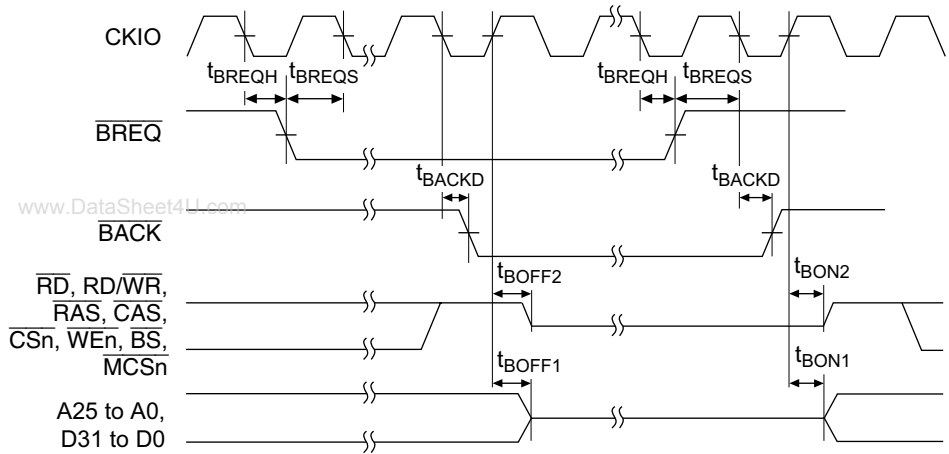 CKIO
tBREQH tBREQS tBREQH tBREQS
BREQ
tBACKD tBACKD
www.DataSheet4U.com
BACK
RD, RD/WR,
RAS, CAS,
CSn, WEn, BS,
MCSn
tBOFF2 tBON2
tBOFF1 tBON1
A25 to A0,
D31 to D0